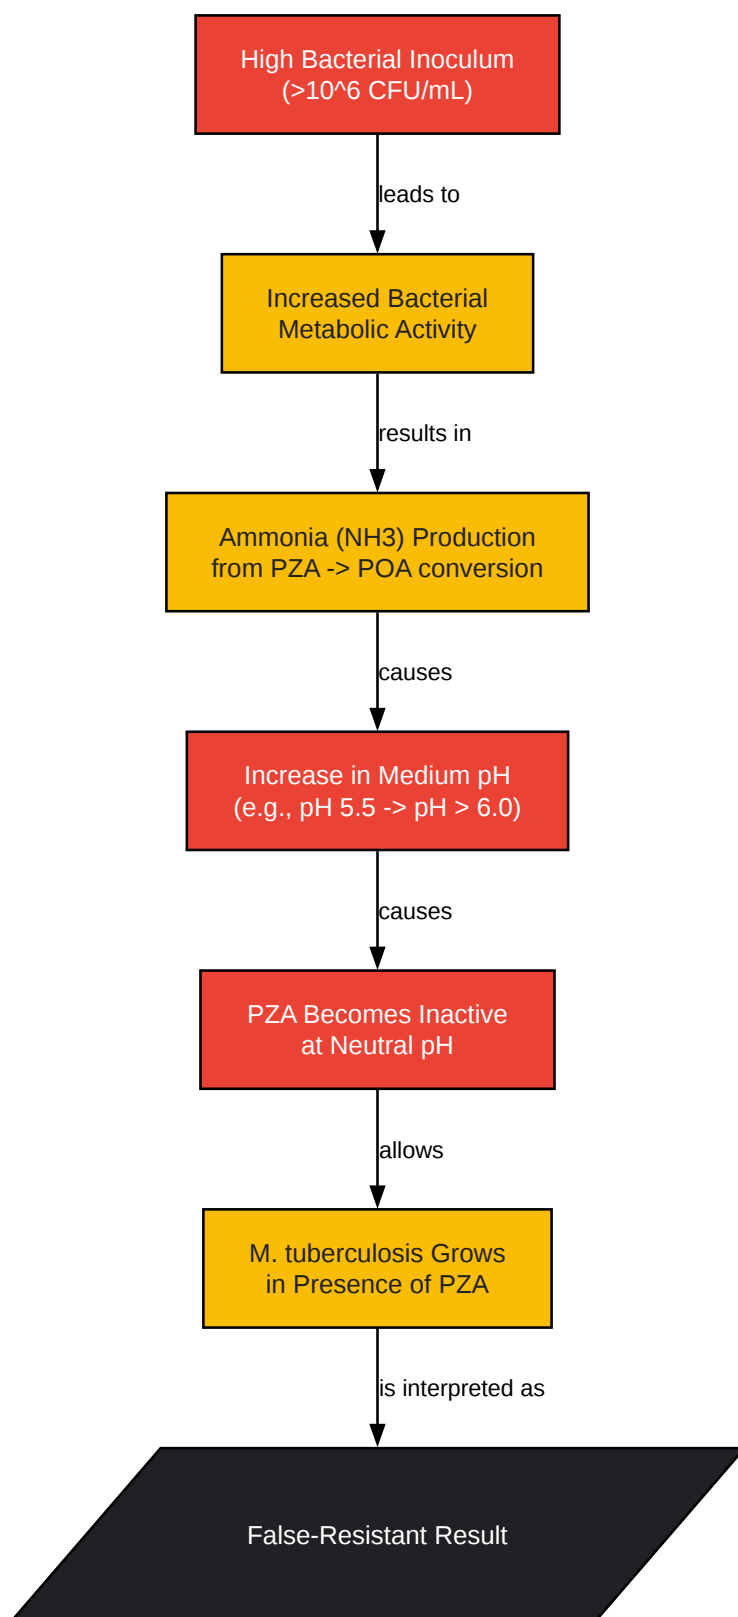 High Bacterial Inoculum
(>10^6 CFU/mL)
leads to
Increased Bacterial
Metabolic Activity
results in
Ammonia (NH3) Production
from PZA -> POA conversion
causes
Increase in Medium pH
(e.g., pH 5.5 -> pH > 6.0)
causes
PZA Becomes Inactive
at Neutral pH
allows
M. tuberculosis Grows
in Presence of PZA
is interpreted as
False-Resistant Result